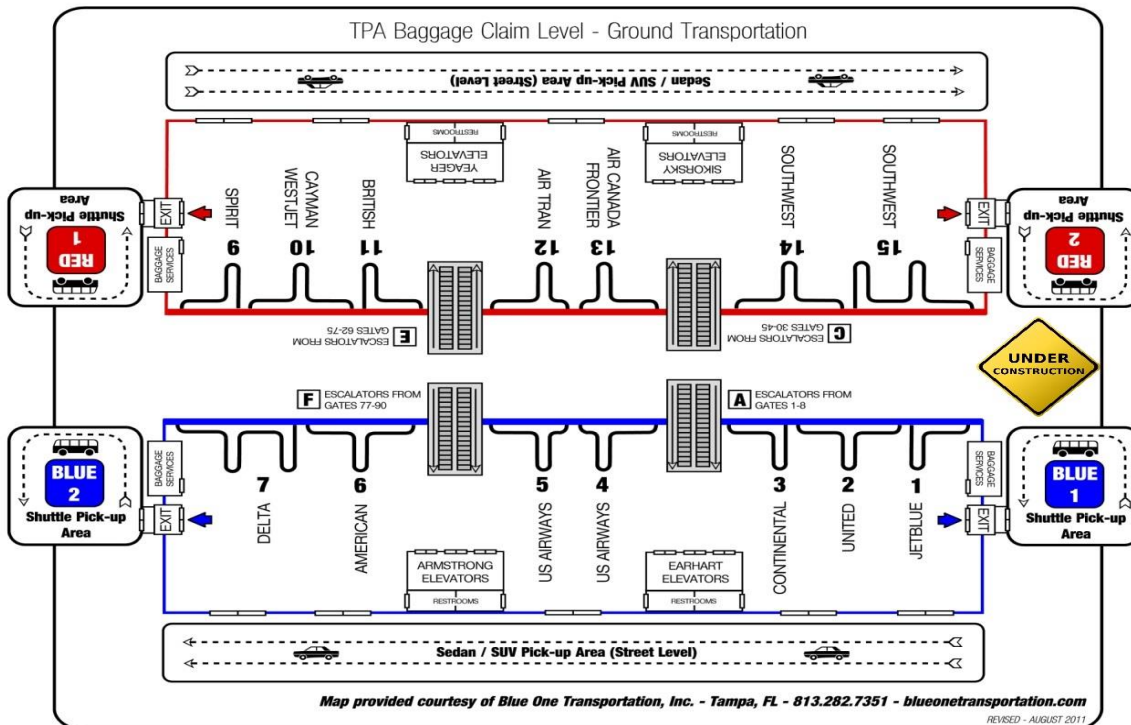 TPA Baggage Claim Level - Ground Transportation
Sedan / SUV Pick-up Area (Street Level)
RESTROOMS
YEAGER
ELEVATORS
RESTROOMS
SIKORSKY
ELEVATORS
Shuttle Pick-up
Area
RED
1
EXIT
BAGGAGE
SERVICES
SPIRIT
9
CAYMAN
WESTJET
10
BRITISH
11
AIR TRAN
12
AIR CANADA
FRONTIER
13
SOUTHWEST
14
SOUTHWEST
15
EXIT
BAGGAGE
SERVICES
Shuttle Pick-up
Area
RED
2
E ESCALATORS FROM
GATES 62-75
C ESCALATORS FROM
GATES 30-45
UNDER
CONSTRUCTION
F ESCALATORS FROM
GATES 77-90
A ESCALATORS FROM
GATES 1-8
BLUE
2
Shuttle Pick-up
Area
BAGGAGE
SERVICES
EXIT
7
DELTA
6
AMERICAN
5
US AIRWAYS
4
US AIRWAYS
3
CONTINENTAL
2
UNITED
1
JETBLUE
BAGGAGE
SERVICES
EXIT
BLUE
1
Shuttle Pick-up
Area
ARMSTRONG
ELEVATORS
RESTROOMS
EARHART
ELEVATORS
RESTROOMS
Sedan / SUV Pick-up Area (Street Level)
Map provided courtesy of Blue One Transportation, Inc. - Tampa, FL - 813.282.7351 - blueonetransportation.com
REVISED - AUGUST 2011